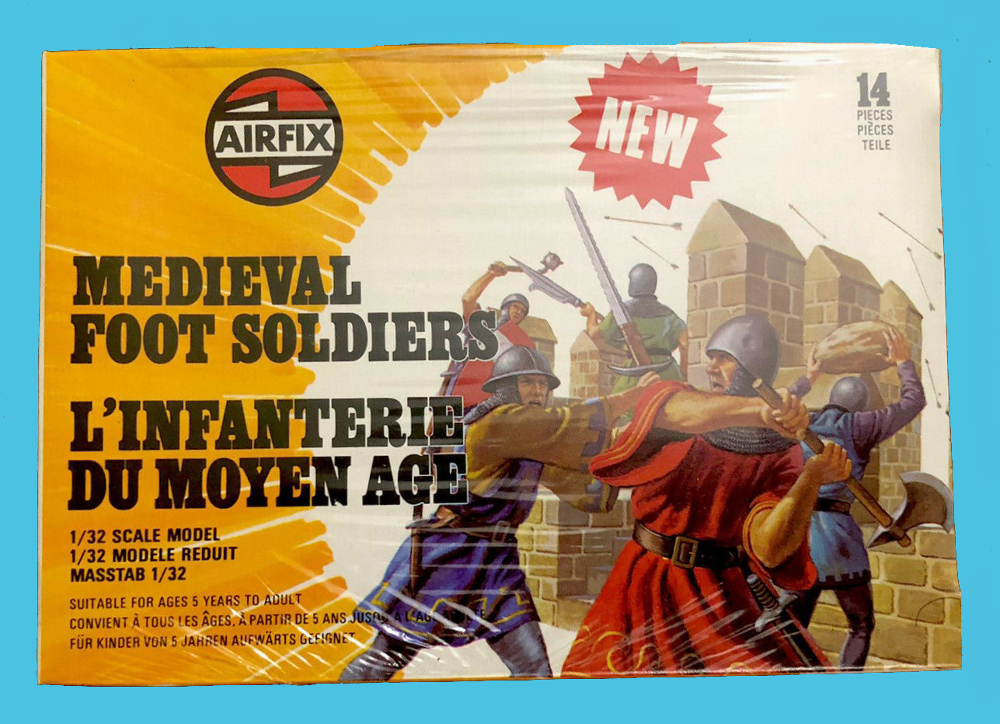 AIRFIX
NEW
14
PIECES
PIÈCES
TEILE
MEDIEVAL
FOOT SOLDIERS
L'INFANTERIE
DU MOYEN AGE
1/32 SCALE MODEL
1/32 MODELE REDUIT
MASSTAB 1/32
SUITABLE FOR AGES 5 YEARS TO ADULT
CONVIENT À TOUS LES ÂGES, À PARTIR DE 5 ANS JUSQU'A L'AGE
FÜR KINDER VON 5 JAHREN AUFWÄRTS GEEIGNET